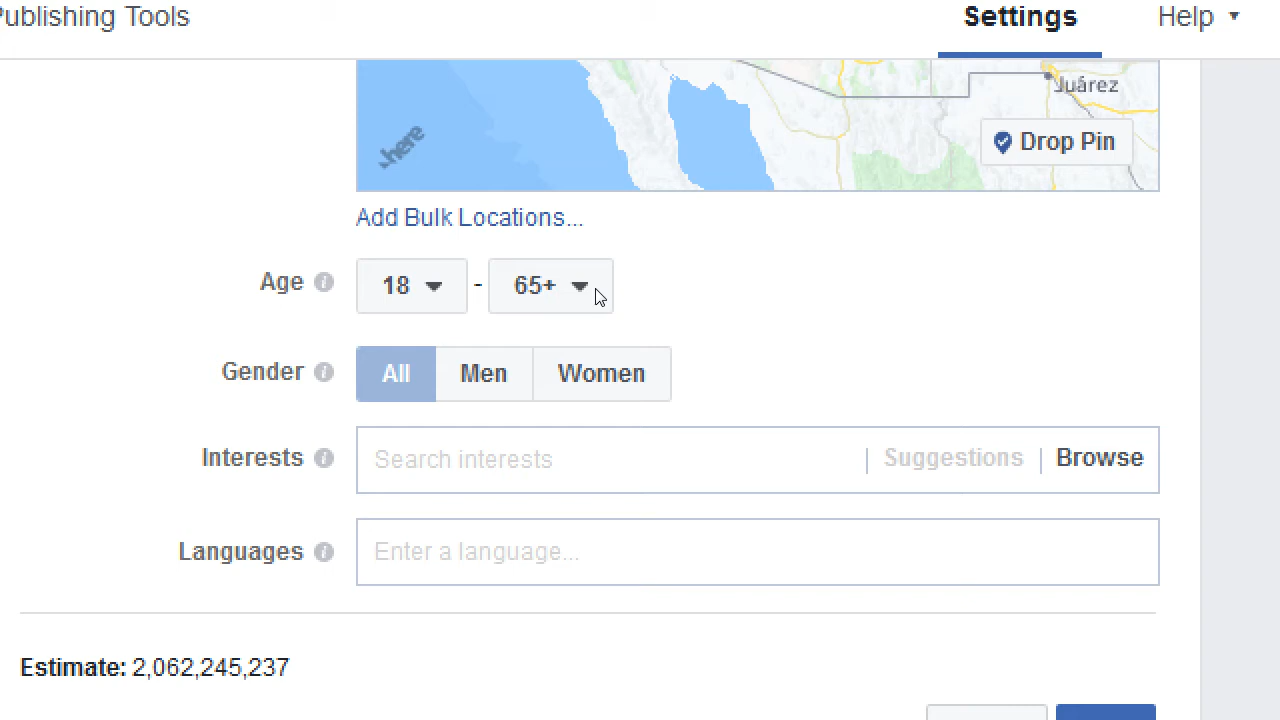 Publishing Tools
Settings
Help
Juárez
here
Drop Pin
Add Bulk Locations...
Age
18 - 65+
Gender
All Men Women
Interests
Search interests | Suggestions | Browse
Languages
Enter a language...
Estimate: 2,062,245,237